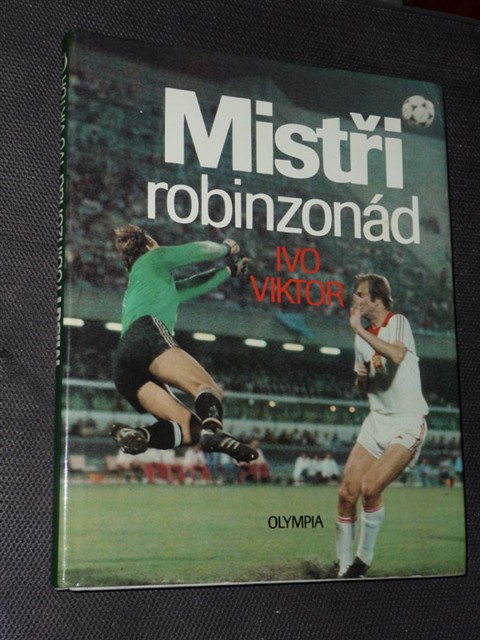 Mistři
robinzonád
IVO
VIKTOR
OLYMPIA